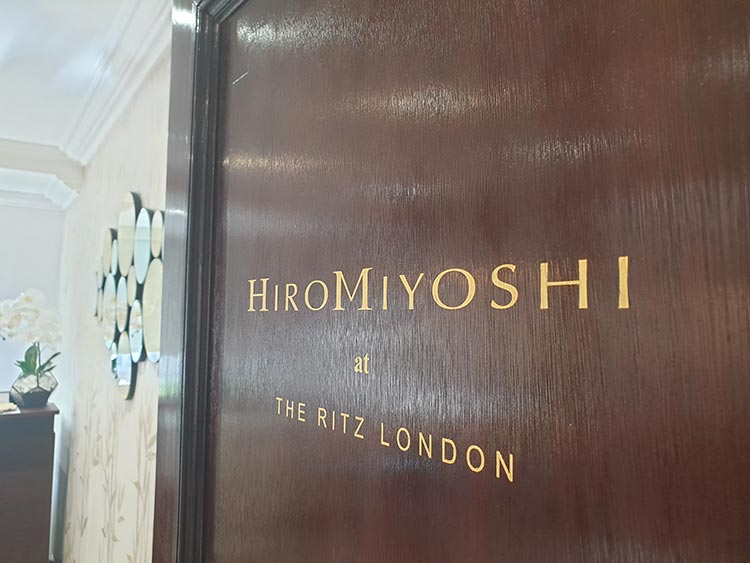 HIROMIYOSHI
at
THE RITZ LONDON